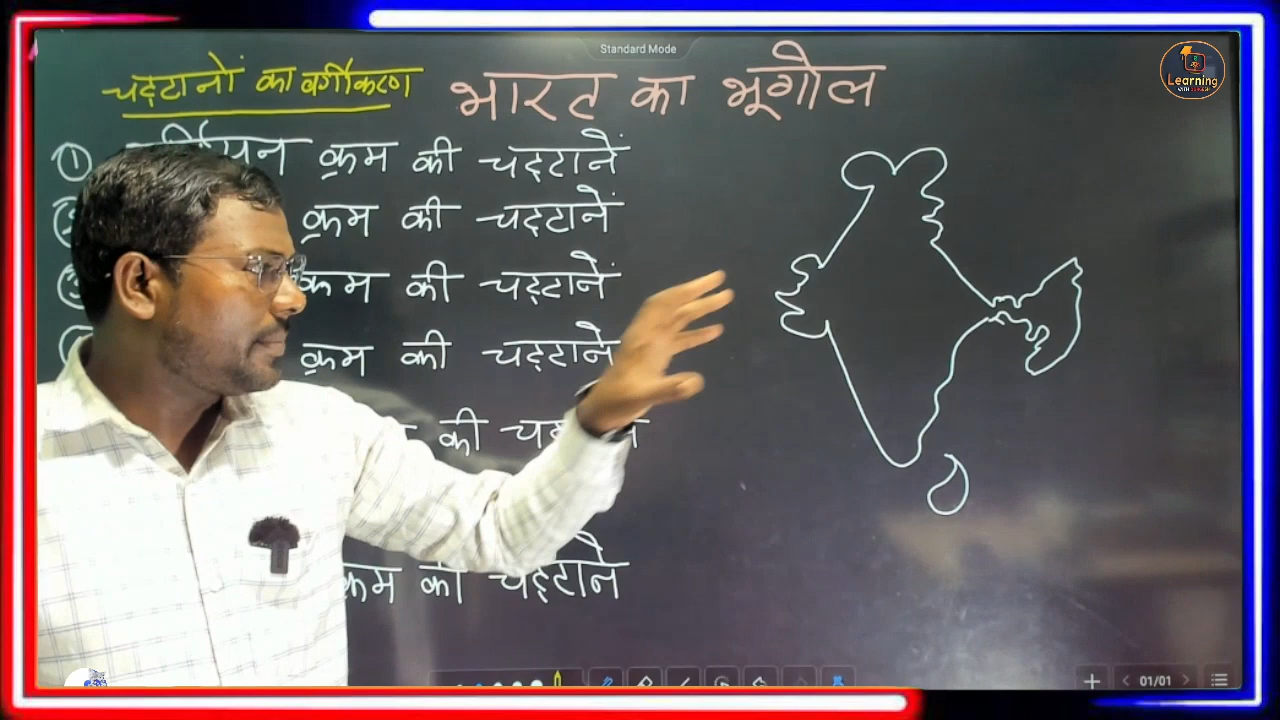 Standard Mode
Learning
चट्टानों का वर्गीकरण
भारत का भूगोल
① क्रम की चट्टानें
क्रम की चट्टानें
क्रम की चट्टानें
क्रम की चट्टानें
की
क्रम की चट्टाने
01/01